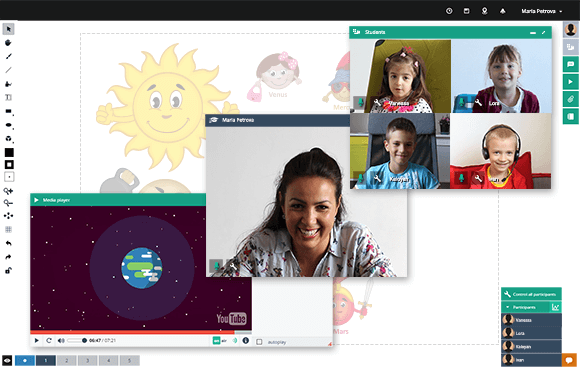 Maria Petrova
Students
Vanessa
Lora
Kaloyan
Maria Petrova
Venus
Media player
YouTube
06:47 / 07:21
Autoplay
Mars
Control all participants
Participants
Vanessa
Lora
Kaloyan
Ivan
1
2
3
4
5